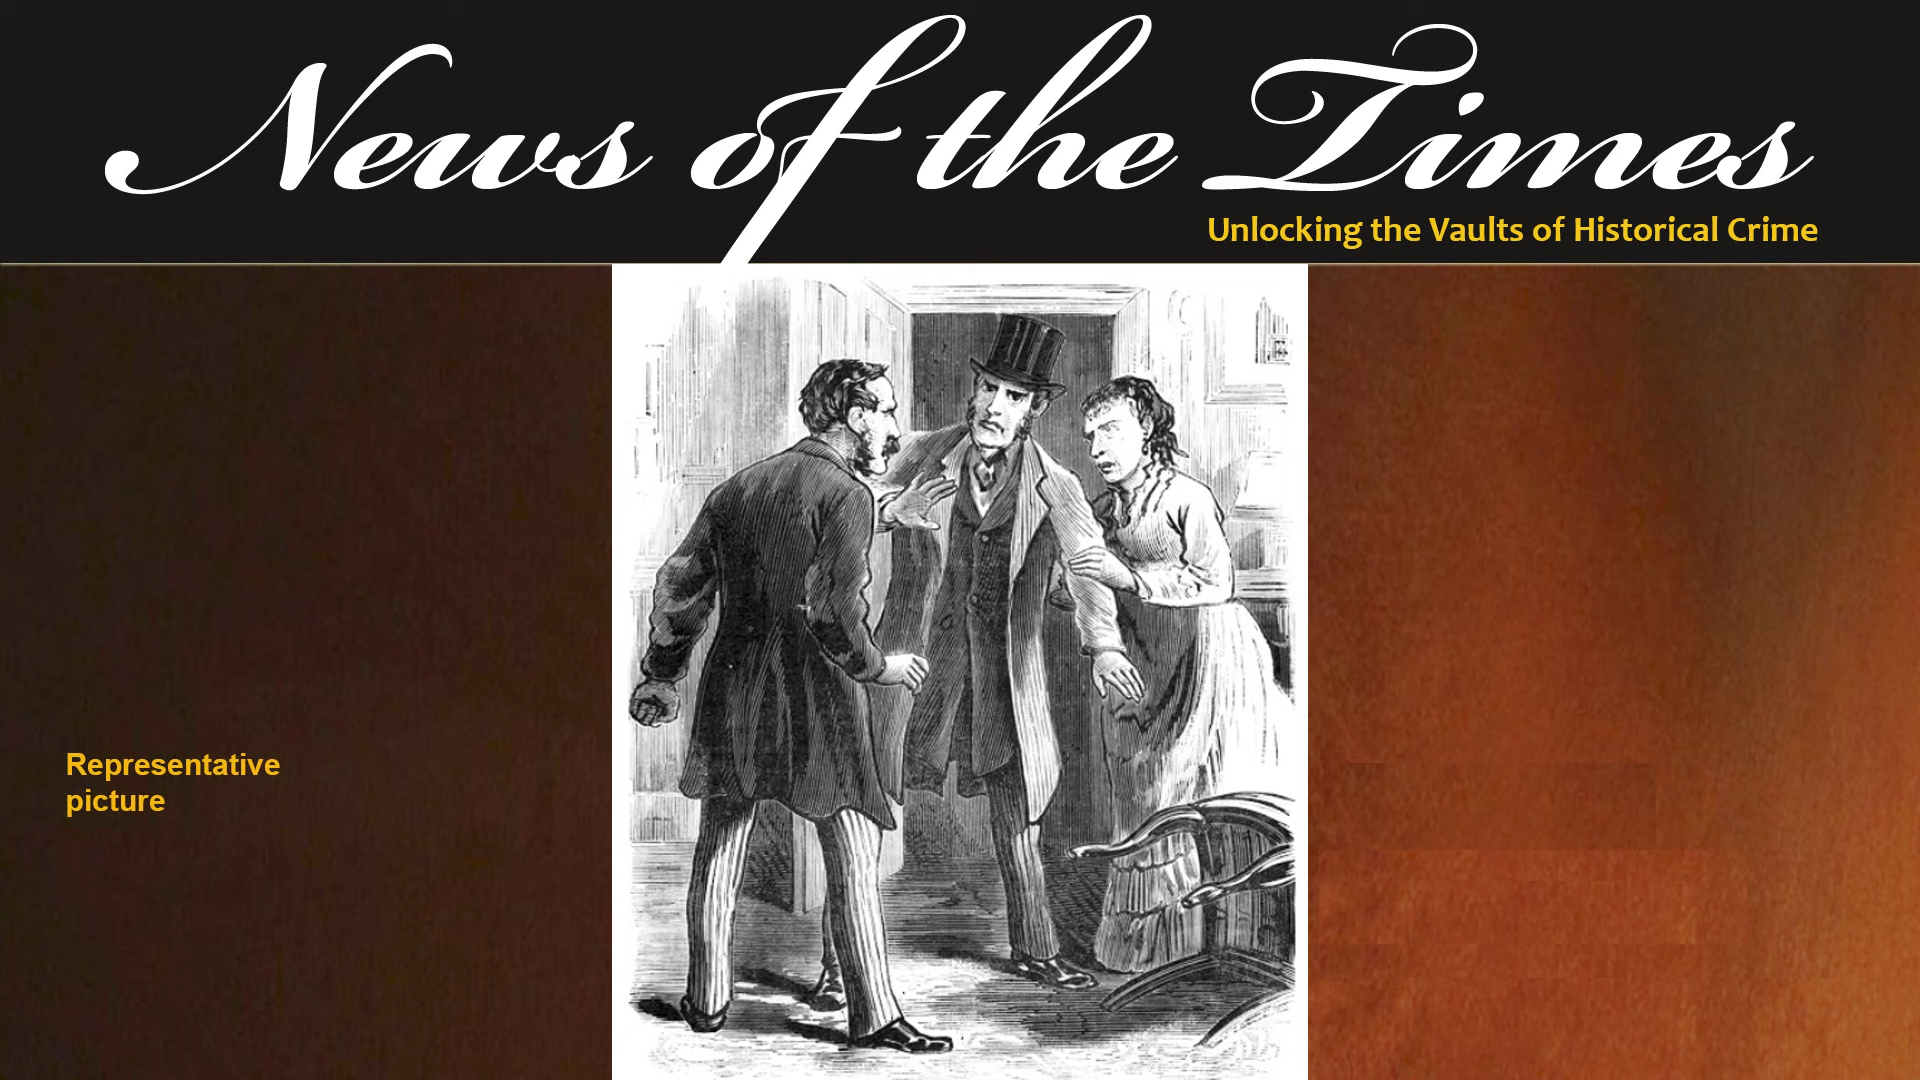 News of the Times
Unlocking the Vaults of Historical Crime
Representative
picture